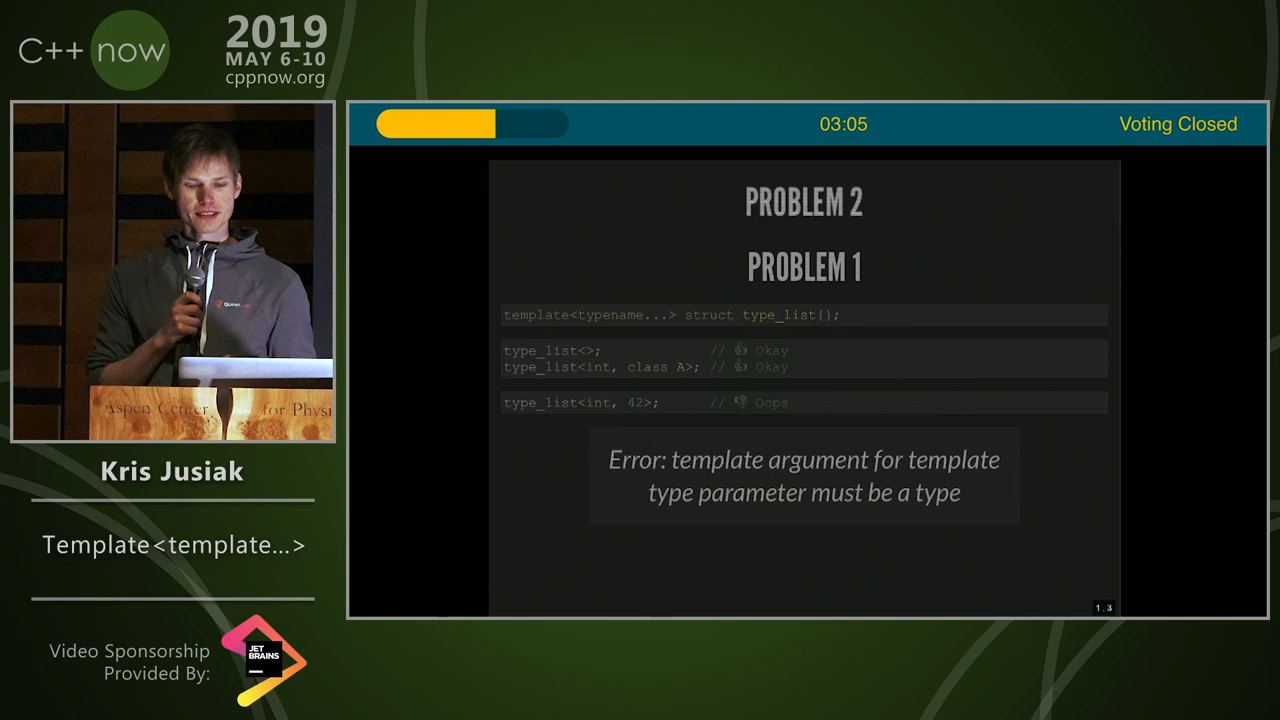 C++ now
2019
MAY 6-10
cppnow.org
03:05
Voting Closed
PROBLEM 2
PROBLEM 1
template<typename...> struct type_list{};
type_list<>; // 👍 Okay
type_list<int, class A>; // 👍 Okay
type_list<int, 42>; // 👎 Oops
Error: template argument for template
type parameter must be a type
1.3
QUANT
Aspen Center for Physi
Kris Jusiak
Template<template...>
Video Sponsorship
Provided By:
JET
BRAINS